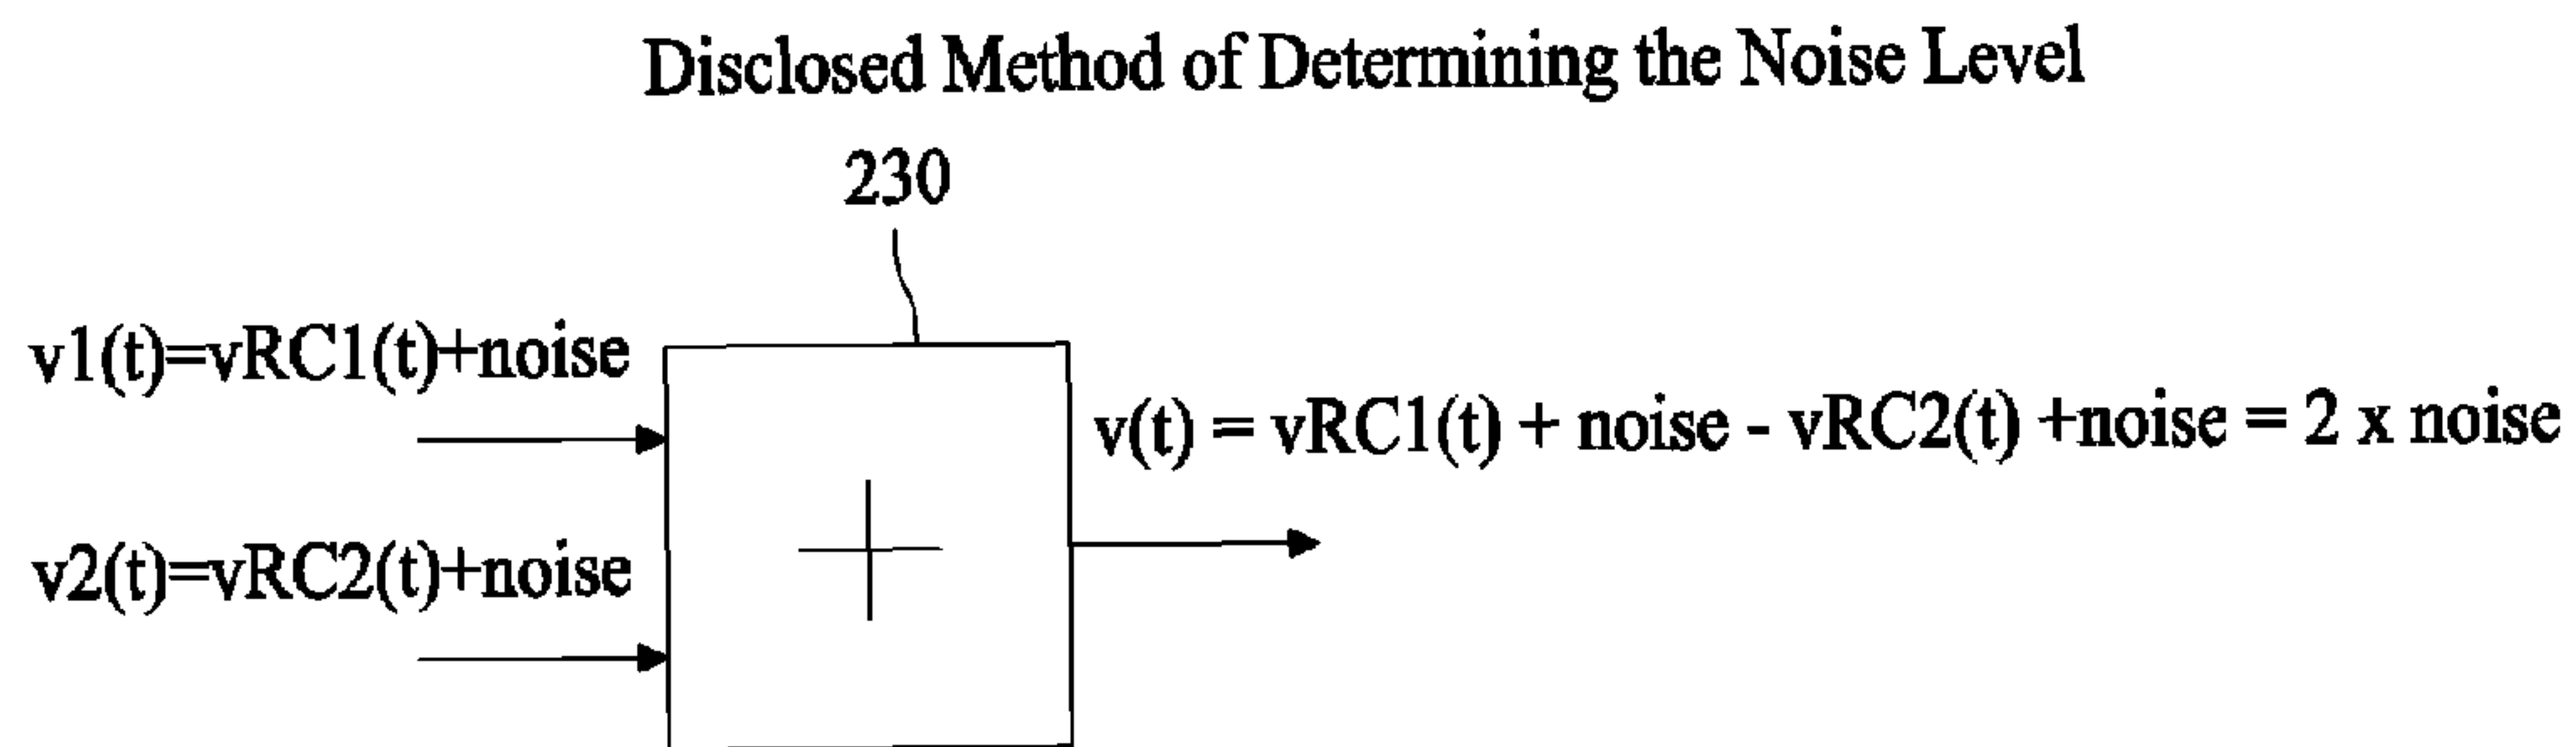 Disclosed Method of Determining the Noise Level
230
v1(t)=vRC1(t)+noise
v(t) = vRC1(t) + noise - vRC2(t) +noise = 2 x noise
+
v2(t)=vRC2(t)+noise